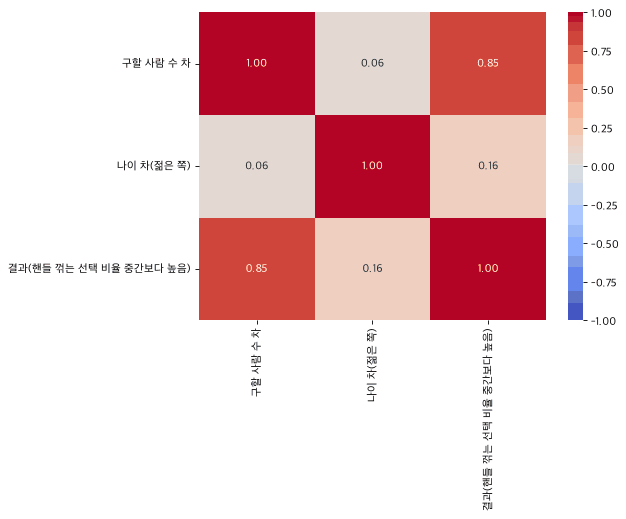 구할 사람 수 차
나이 차(젊은 쪽)
결과(핸들 꺾는 선택 비율 중간보다 높음)
1.00 0.06 0.85
0.06 1.00 0.16
0.85 0.16 1.00
구할 사람 수 차
나이 차(젊은 쪽)
결과(핸들 꺾는 선택 비율 중간보다 높음)
1.00
0.75
0.50
0.25
0.00
-0.25
-0.50
-0.75
-1.00